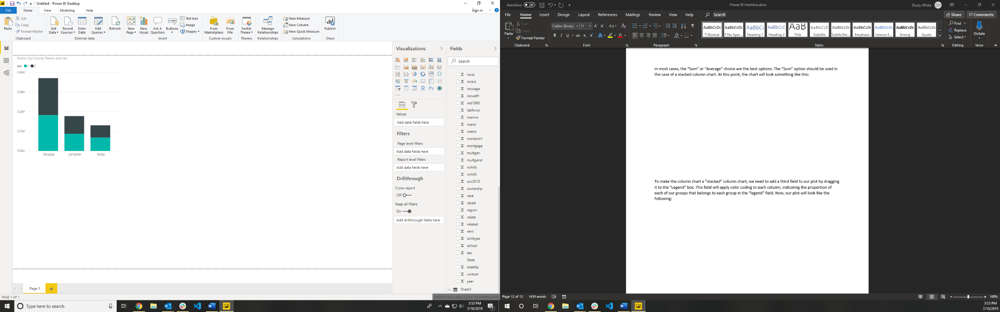 Untitled - Power BI Desktop
File Home View Modeling Help
Sign in
Paste
Cut
Copy
Format Painter
Clipboard
Get Data
Recent Sources
Enter Data
Edit Queries
Refresh
External data
New Page
New Visual
Ask A Question
Buttons
Text box
Image
Shapes
Insert
From Marketplace
From File
Custom visuals
Switch Theme
Themes
Manage Relationships
Relationships
New Measure
New Column
New Quick Measure
Calculations
Publish
Share
ftotinc by County Name and sex
sex 1 2
0.4bn
0.3bn
0.2bn
0.1bn
0.0bn
Douglas Lancaster Sarpy
Visualizations
R Py
Values
Add data fields here
Filters
Page level filters
Add data fields here
Report level filters
Add data fields here
Drillthrough
Cross-report
Off
Keep all filters
On
Add drillthrough fields here
Fields
Search
incss
inctot
incwage
incwelfr
ind1990
labforce
marrno
marst
metro
mortamt1
mortgage
multgen
multgend
nchild
nchlt5
occ2010
ownershp
race
raced
region
relate
related
rent
schltype
school
sex
State
statefip
unitsstr
year
Sheet1
Page 1
PAGE 1 OF 1
UPDATE AVAILABLE (CLICK TO DOWNLOAD)
Type here to search
3:53 PM
7/10/2019
7
AutoSave Off
Power BI Interface.docx
Dusty White DW
File Home Insert Design Layout References Mailings Review View Help Search
Share Comments
Paste
Cut
Copy
Format Painter
Clipboard
Calibri (Body) 11
Font
Paragraph
AaBbCcDc ¶ Normal
AaBbCcDc ¶ No Spac...
AaBbC( Heading 1
AaBbCcD Heading 2
AaB Title
AaBbCcD Subtitle
AaBbCcDc Subtle Em...
AaBbCcDc Emphasis
AaBbCcDc Intense E...
AaBbCcDc Strong
AaBbCcDc Quote
Styles
Find
Replace
Select
Editing
Dictate
Voice
In most cases, the “Sum” or “Average” choice are the best options. The “Sum” option should be used in
the case of a stacked column chart. At this point, the chart will look something like this:
To make the column chart a “stacked” column chart, we need to add a third field to our plot by dragging
it to the “Legend” box. This field will apply color coding to each column, indicating the proportion of
each of our groups that belongs to each group in the “legend” field. Now, our plot will look like the
following:
Page 12 of 12 1439 words
100%
3:53 PM
7/10/2019